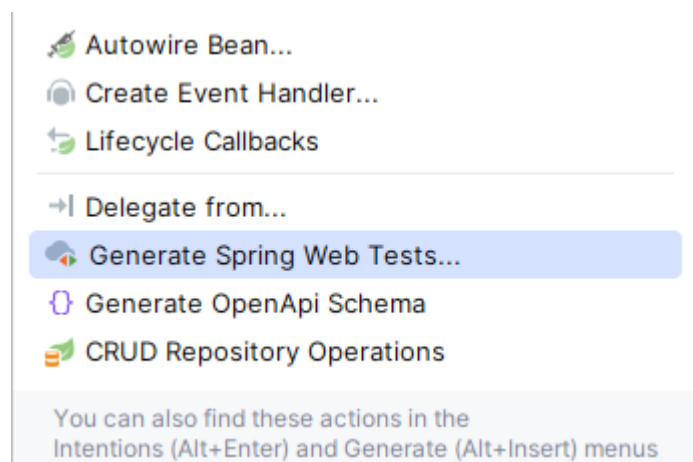 Autowire Bean...
Create Event Handler...
Lifecycle Callbacks
Delegate from...
Generate Spring Web Tests...
Generate OpenApi Schema
CRUD Repository Operations
You can also find these actions in the
Intentions (Alt+Enter) and Generate (Alt+Insert) menus